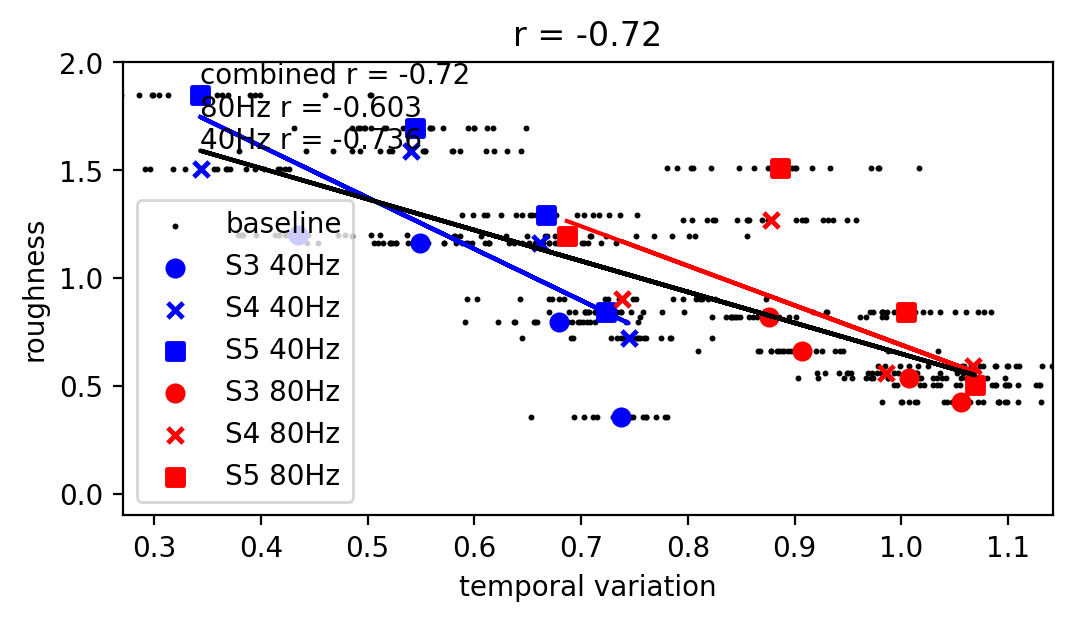 r = -0.72
combined r = -0.72
80Hz r = -0.603
40Hz r = -0.736
2.0
1.5
1.0
0.5
0.0
roughness
baseline
S3 40Hz
S4 40Hz
S5 40Hz
S3 80Hz
S4 80Hz
S5 80Hz
0.3 0.4 0.5 0.6 0.7 0.8 0.9 1.0 1.1
temporal variation